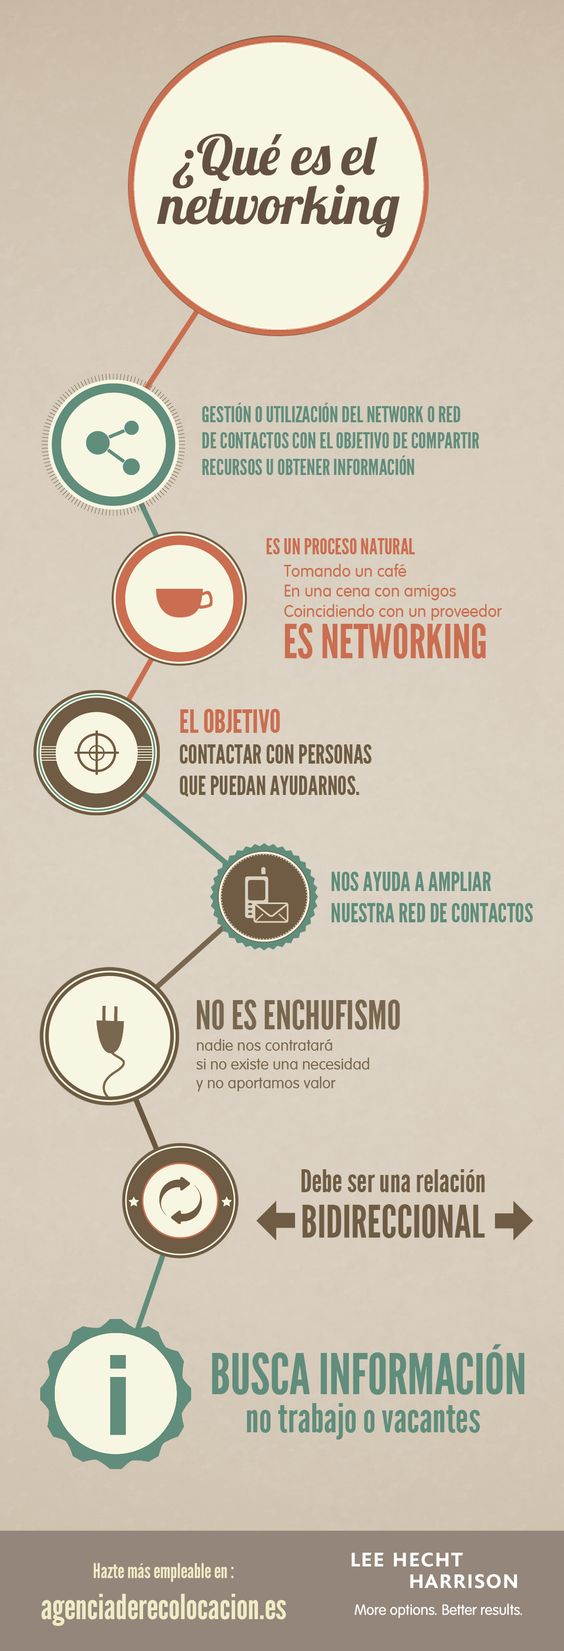 ¿Qué es el
networking
GESTIÓN O UTILIZACIÓN DEL NETWORK O RED
DE CONTACTOS CON EL OBJETIVO DE COMPARTIR
RECURSOS U OBTENER INFORMACIÓN
ES UN PROCESO NATURAL
Tomando un café
En una cena con amigos
Coincidiendo con un proveedor
ES NETWORKING
EL OBJETIVO
CONTACTAR CON PERSONAS
QUE PUEDAN AYUDARNOS.
NOS AYUDA A AMPLIAR
NUESTRA RED DE CONTACTOS
NO ES ENCHUFISMO
nadie nos contratará
si no existe una necesidad
y no aportamos valor
Debe ser una relación
BIDIRECCIONAL
i
BUSCA INFORMACIÓN
no trabajo o vacantes
Hazte más empleable en :
agenciaderecolocacion.es
LEE HECHT
HARRISON
More options. Better results.